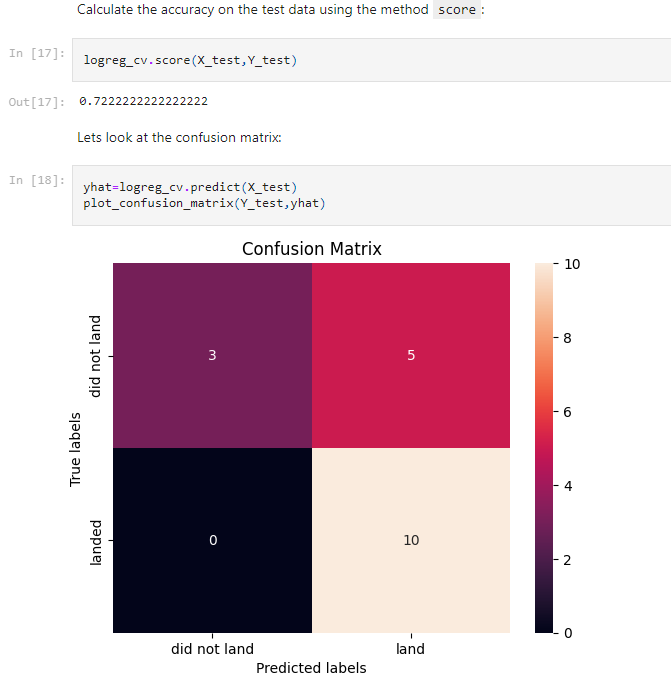 Calculate the accuracy on the test data using the method score :
In [17]:
logreg_cv.score(X_test,Y_test)
Out[17]:
0.7222222222222222
Lets look at the confusion matrix:
In [18]:
yhat=logreg_cv.predict(X_test)
plot_confusion_matrix(Y_test,yhat)
Confusion Matrix
True labels
did not land
landed
3
5
0
10
did not land
land
Predicted labels
10
8
6
4
2
0